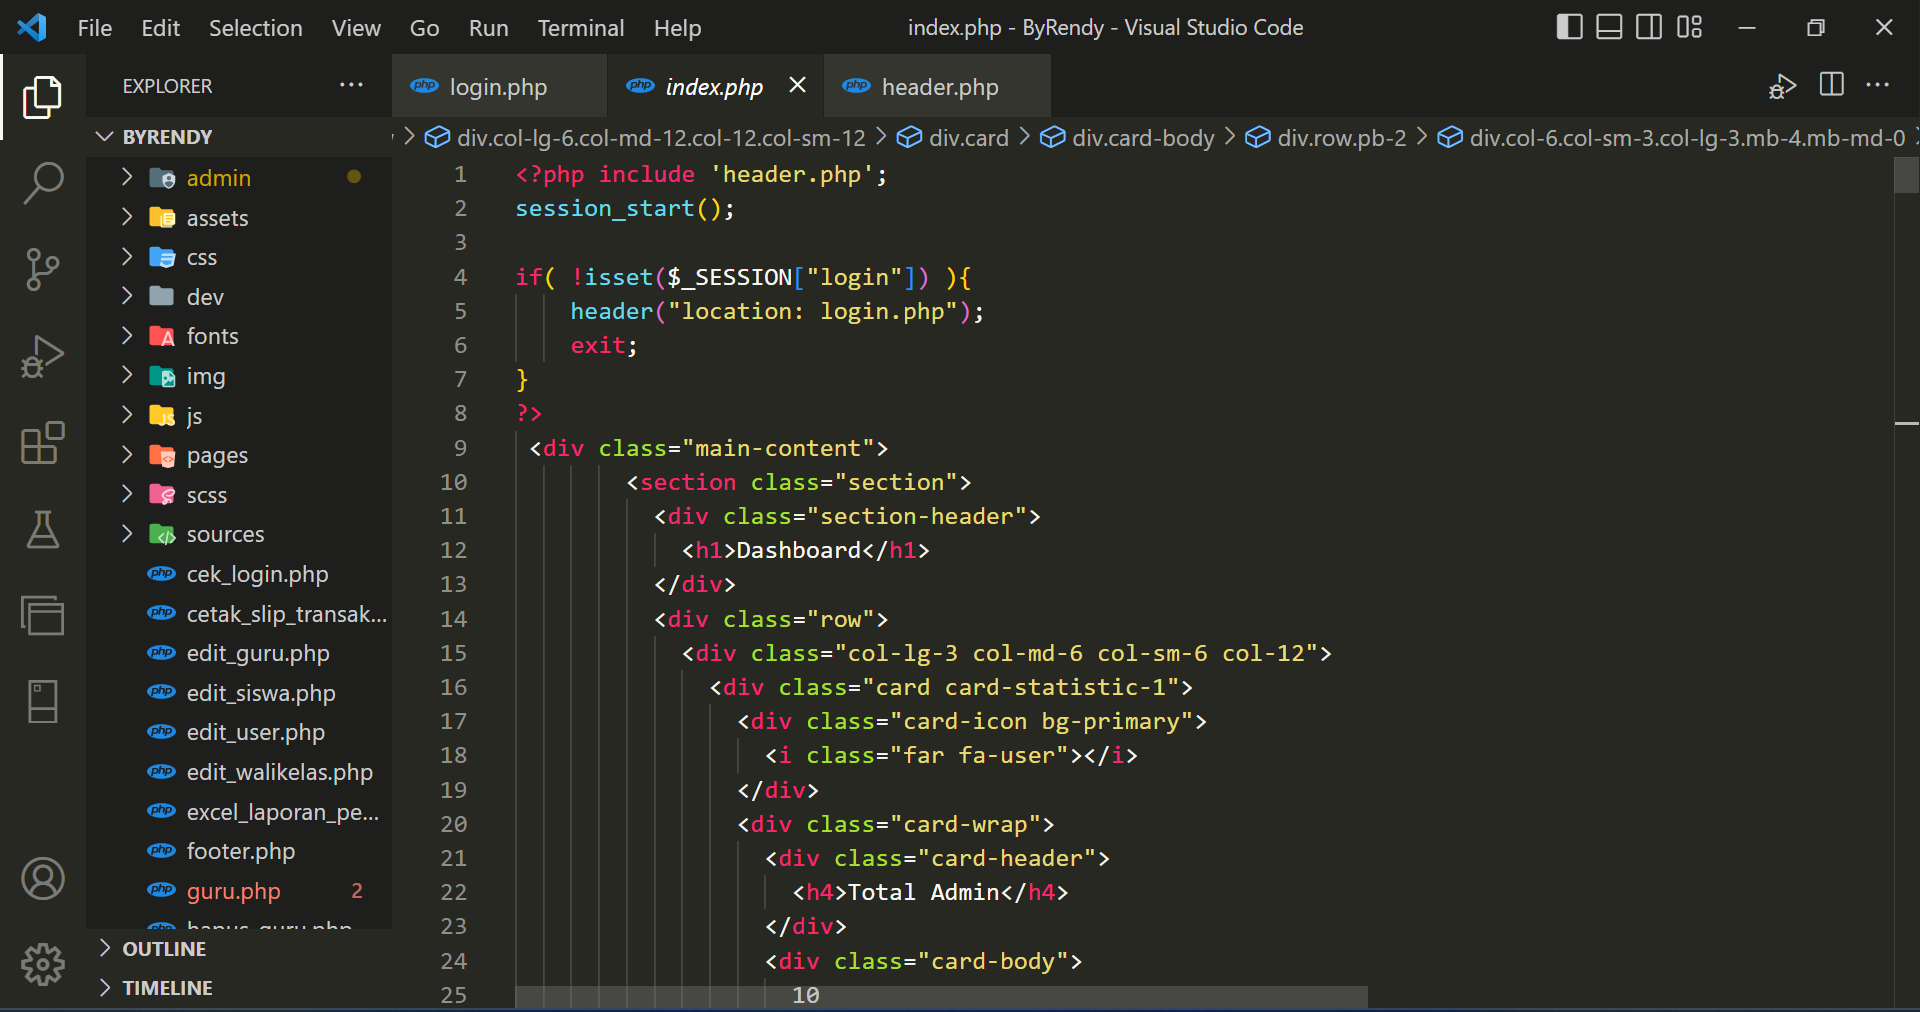 File Edit Selection View Go Run Terminal Help
index.php - ByRendy - Visual Studio Code
EXPLORER
BYRENDY
admin
assets
css
dev
fonts
img
js
pages
scss
sources
cek_login.php
cetak_slip_transak...
edit_guru.php
edit_siswa.php
edit_user.php
edit_walikelas.php
excel_laporan_pe...
footer.php
guru.php 2
hapus_guru.php
OUTLINE
TIMELINE
login.php
index.php
header.php
div.col-lg-6.col-md-12.col-12.col-sm-12 > div.card > div.card-body > div.row.pb-2 > div.col-6.col-sm-3.col-lg-3.mb-4.mb-md-0
1 <?php include 'header.php';
2 session_start();
3
4 if( !isset($_SESSION["login"]) ){
5 header("location: login.php");
6 exit;
7 }
8 ?>
9 <div class="main-content">
10 <section class="section">
11 <div class="section-header">
12 <h1>Dashboard</h1>
13 </div>
14 <div class="row">
15 <div class="col-lg-3 col-md-6 col-sm-6 col-12">
16 <div class="card card-statistic-1">
17 <div class="card-icon bg-primary">
18 <i class="far fa-user"></i>
19 </div>
20 <div class="card-wrap">
21 <div class="card-header">
22 <h4>Total Admin</h4>
23 </div>
24 <div class="card-body">
25 10